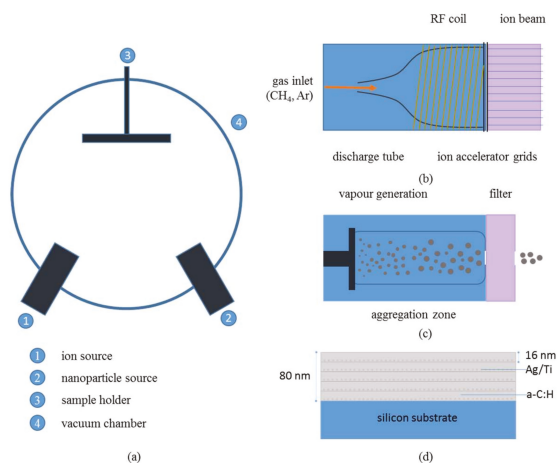 3
4
1
2
1 ion source
2 nanoparticle source
3 sample holder
4 vacuum chamber
(a)
RF coil ion beam
gas inlet
(CH4, Ar)
discharge tube ion accelerator grids
(b)
vapour generation filter
aggregation zone
(c)
16 nm
Ag/Ti
80 nm
a-C:H
silicon substrate
(d)